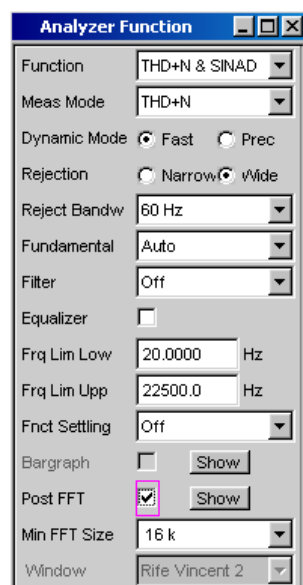 Analyzer Function
Function THD+N & SINAD
Meas Mode THD+N
Dynamic Mode Fast Prec
Rejection Narrow Wide
Reject Bandw 60 Hz
Fundamental Auto
Filter Off
Equalizer
Frq Lim Low 20.0000 Hz
Frq Lim Upp 22500.0 Hz
Fnct Settling Off
Bargraph Show
Post FFT Show
Min FFT Size 16 k
Window Rife Vincent 2